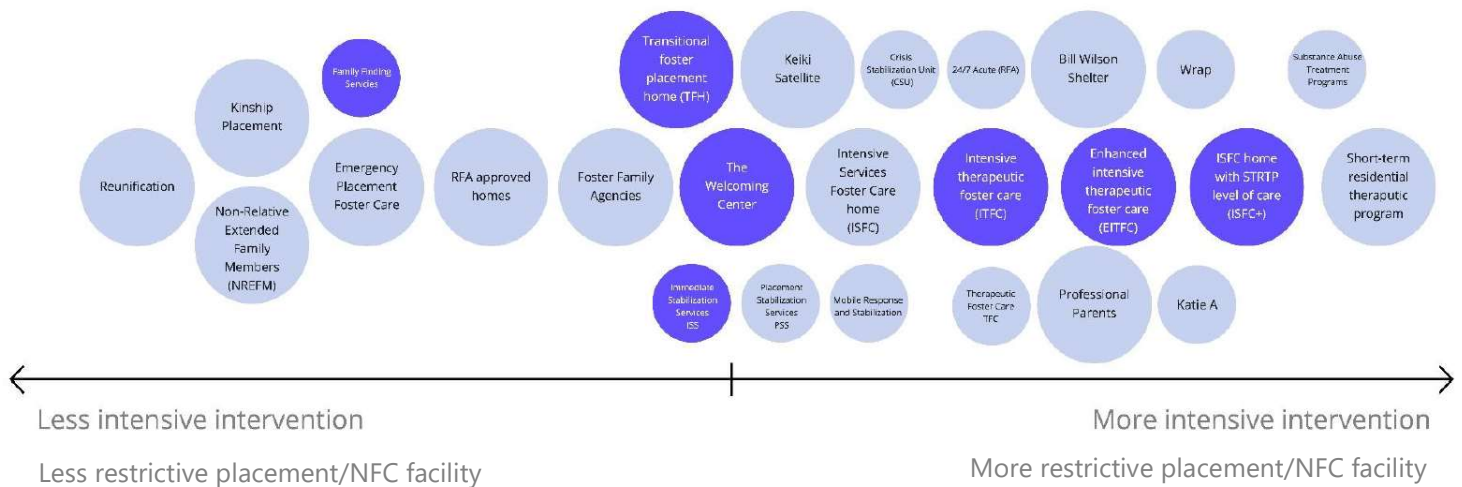 Family Finding
Servcies
Kinship
Placement
Reunification
Non-Relative
Extended
Family
Members
(NREFM)
Emergency
Placement
Foster Care
RFA approved
homes
Foster Family
Agencies
Transitional
foster
placement
home (TFH)
The
Welcoming
Center
Immediate
Stabilization
Services
ISS
Keiki
Satellite
Crisis
Stabilization Unit
(CSU)
24/7 Acute (RFA)
Bill Wilson
Shelter
Wrap
Substance Abuse
Treatment
Programs
Intensive
Services
Foster Care
home
(ISFC)
Intensive
therapeutic
foster care
(ITFC)
Enhanced
intensive
therapeutic
foster care
(EITFC)
ISFC home
with STRTP
level of care
(ISFC+)
Short-term
residential
theraputic
program
Placement
Stabilization
Services
PSS
Mobile Response
and Stabilization
Therapeutic
Foster Care
TFC
Professional
Parents
Katie A
Less intensive intervention
More intensive intervention
Less restrictive placement/NFC facility
More restrictive placement/NFC facility